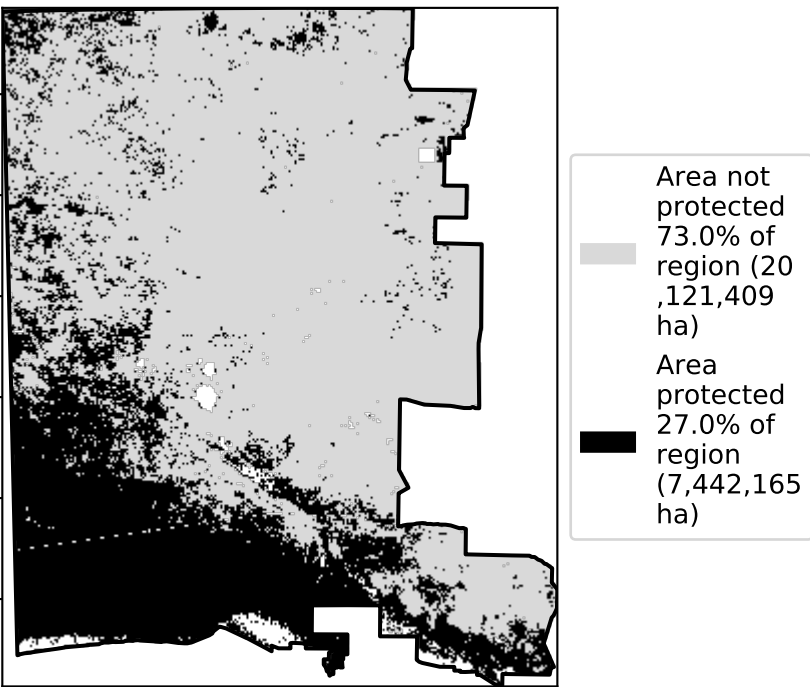 Area not
protected
73.0% of
region (20
,121,409
ha)
Area
protected
27.0% of
region
(7,442,165
ha)